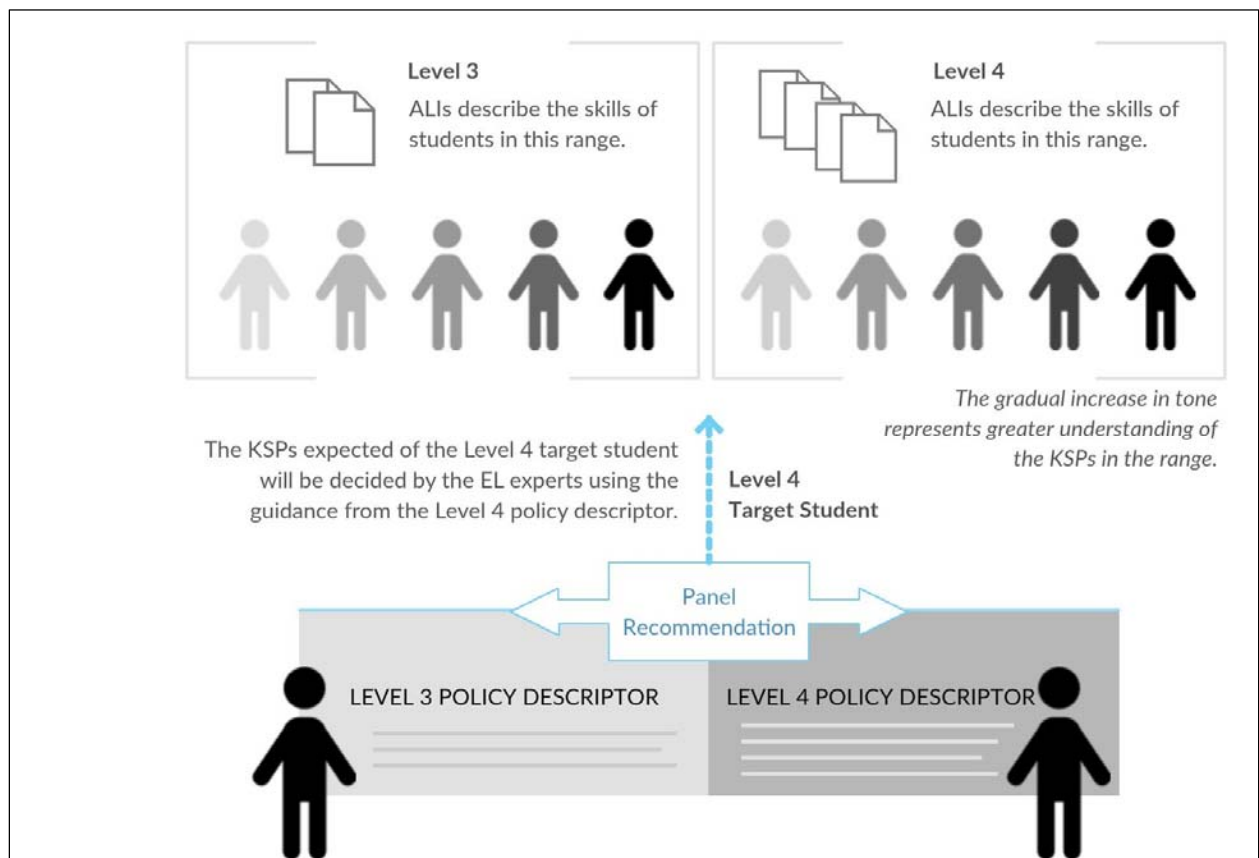 Level 3
ALIs describe the skills of
students in this range.
Level 4
ALIs describe the skills of
students in this range.
The gradual increase in tone
represents greater understanding of
the KSPs in the range.
The KSPs expected of the Level 4 target student
will be decided by the EL experts using the
guidance from the Level 4 policy descriptor.
Level 4
Target Student
Panel
Recommendation
LEVEL 3 POLICY DESCRIPTOR
LEVEL 4 POLICY DESCRIPTOR